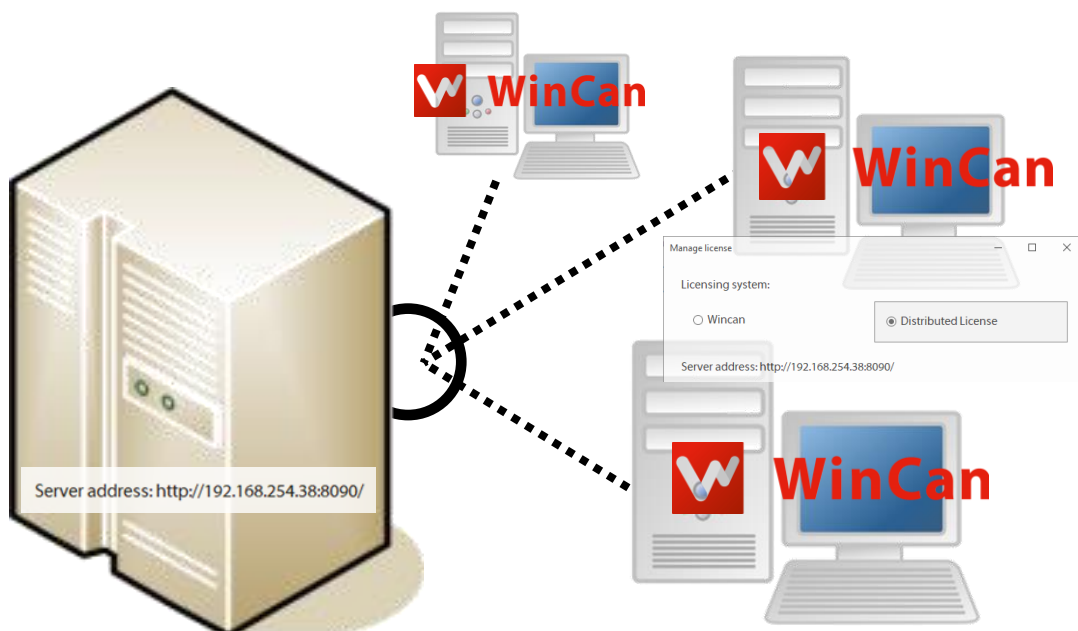 WinCan
WinCan
Manage license
Licensing system:
Wincan
Distributed License
Server address: http://192.168.254.38:8090/
Server address: http://192.168.254.38:8090/
WinCan